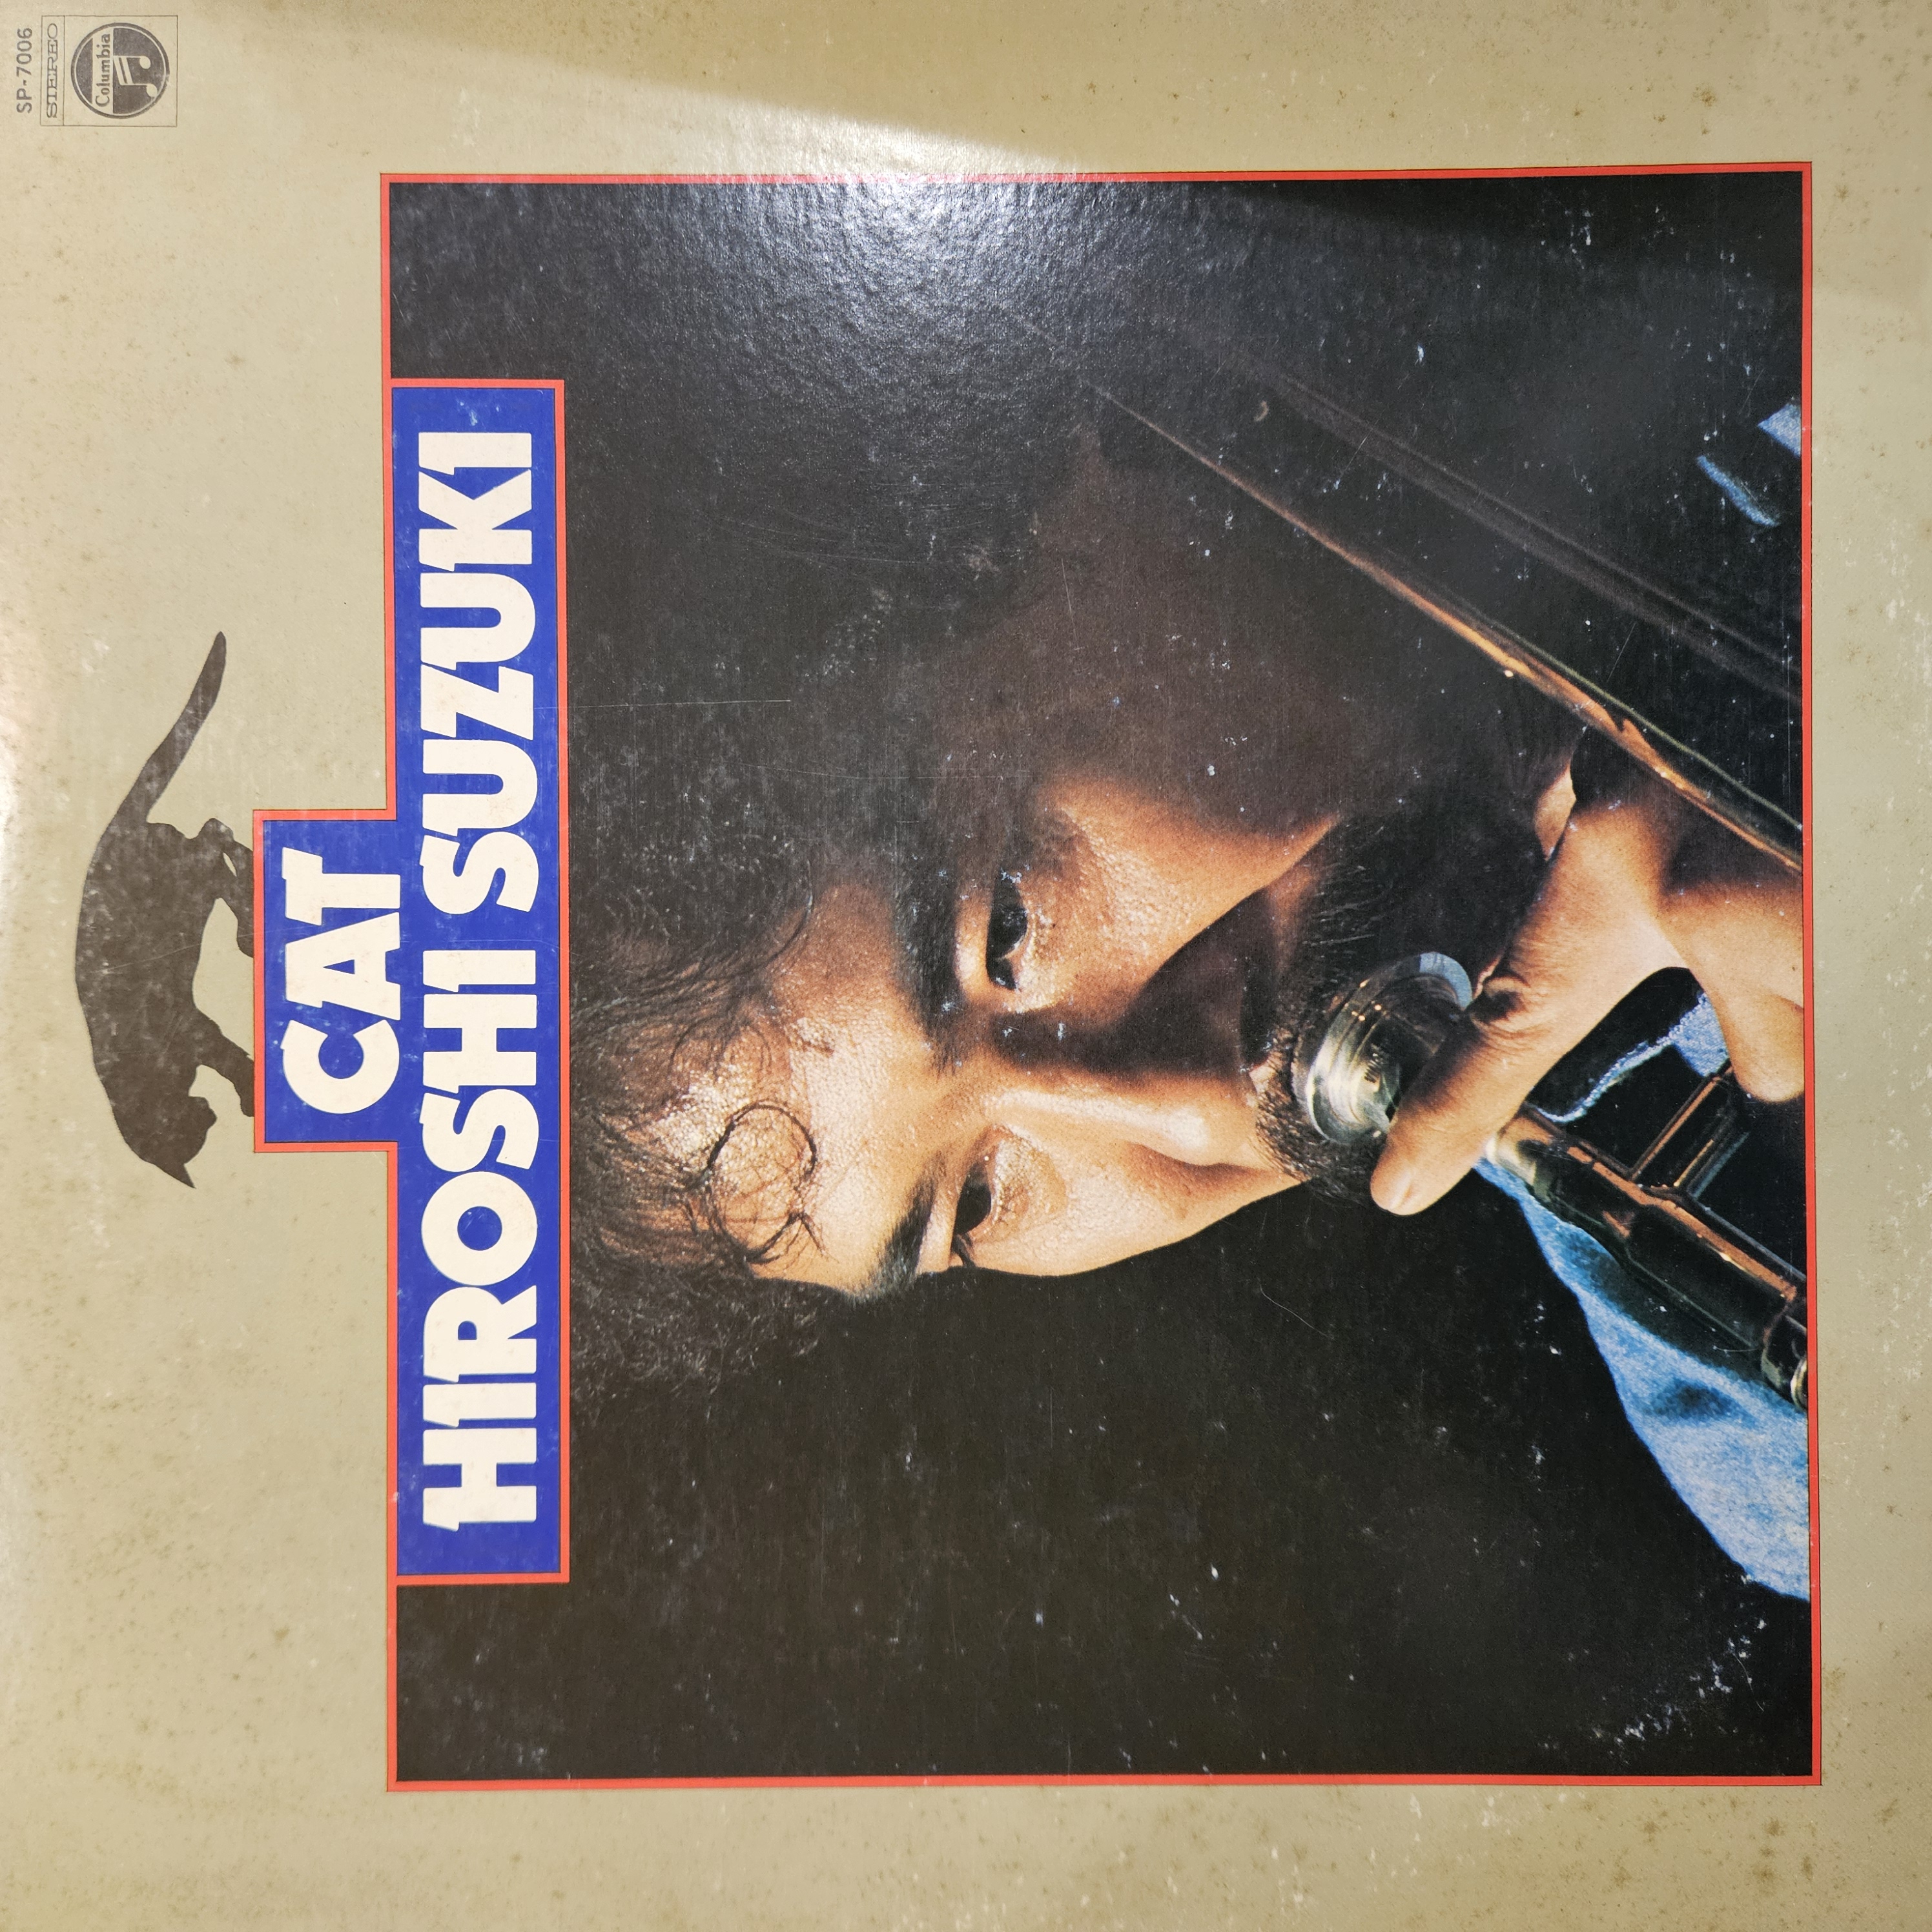 SP-7006
STEREO
Columbia
CAT
HIROSHI SUZUKI